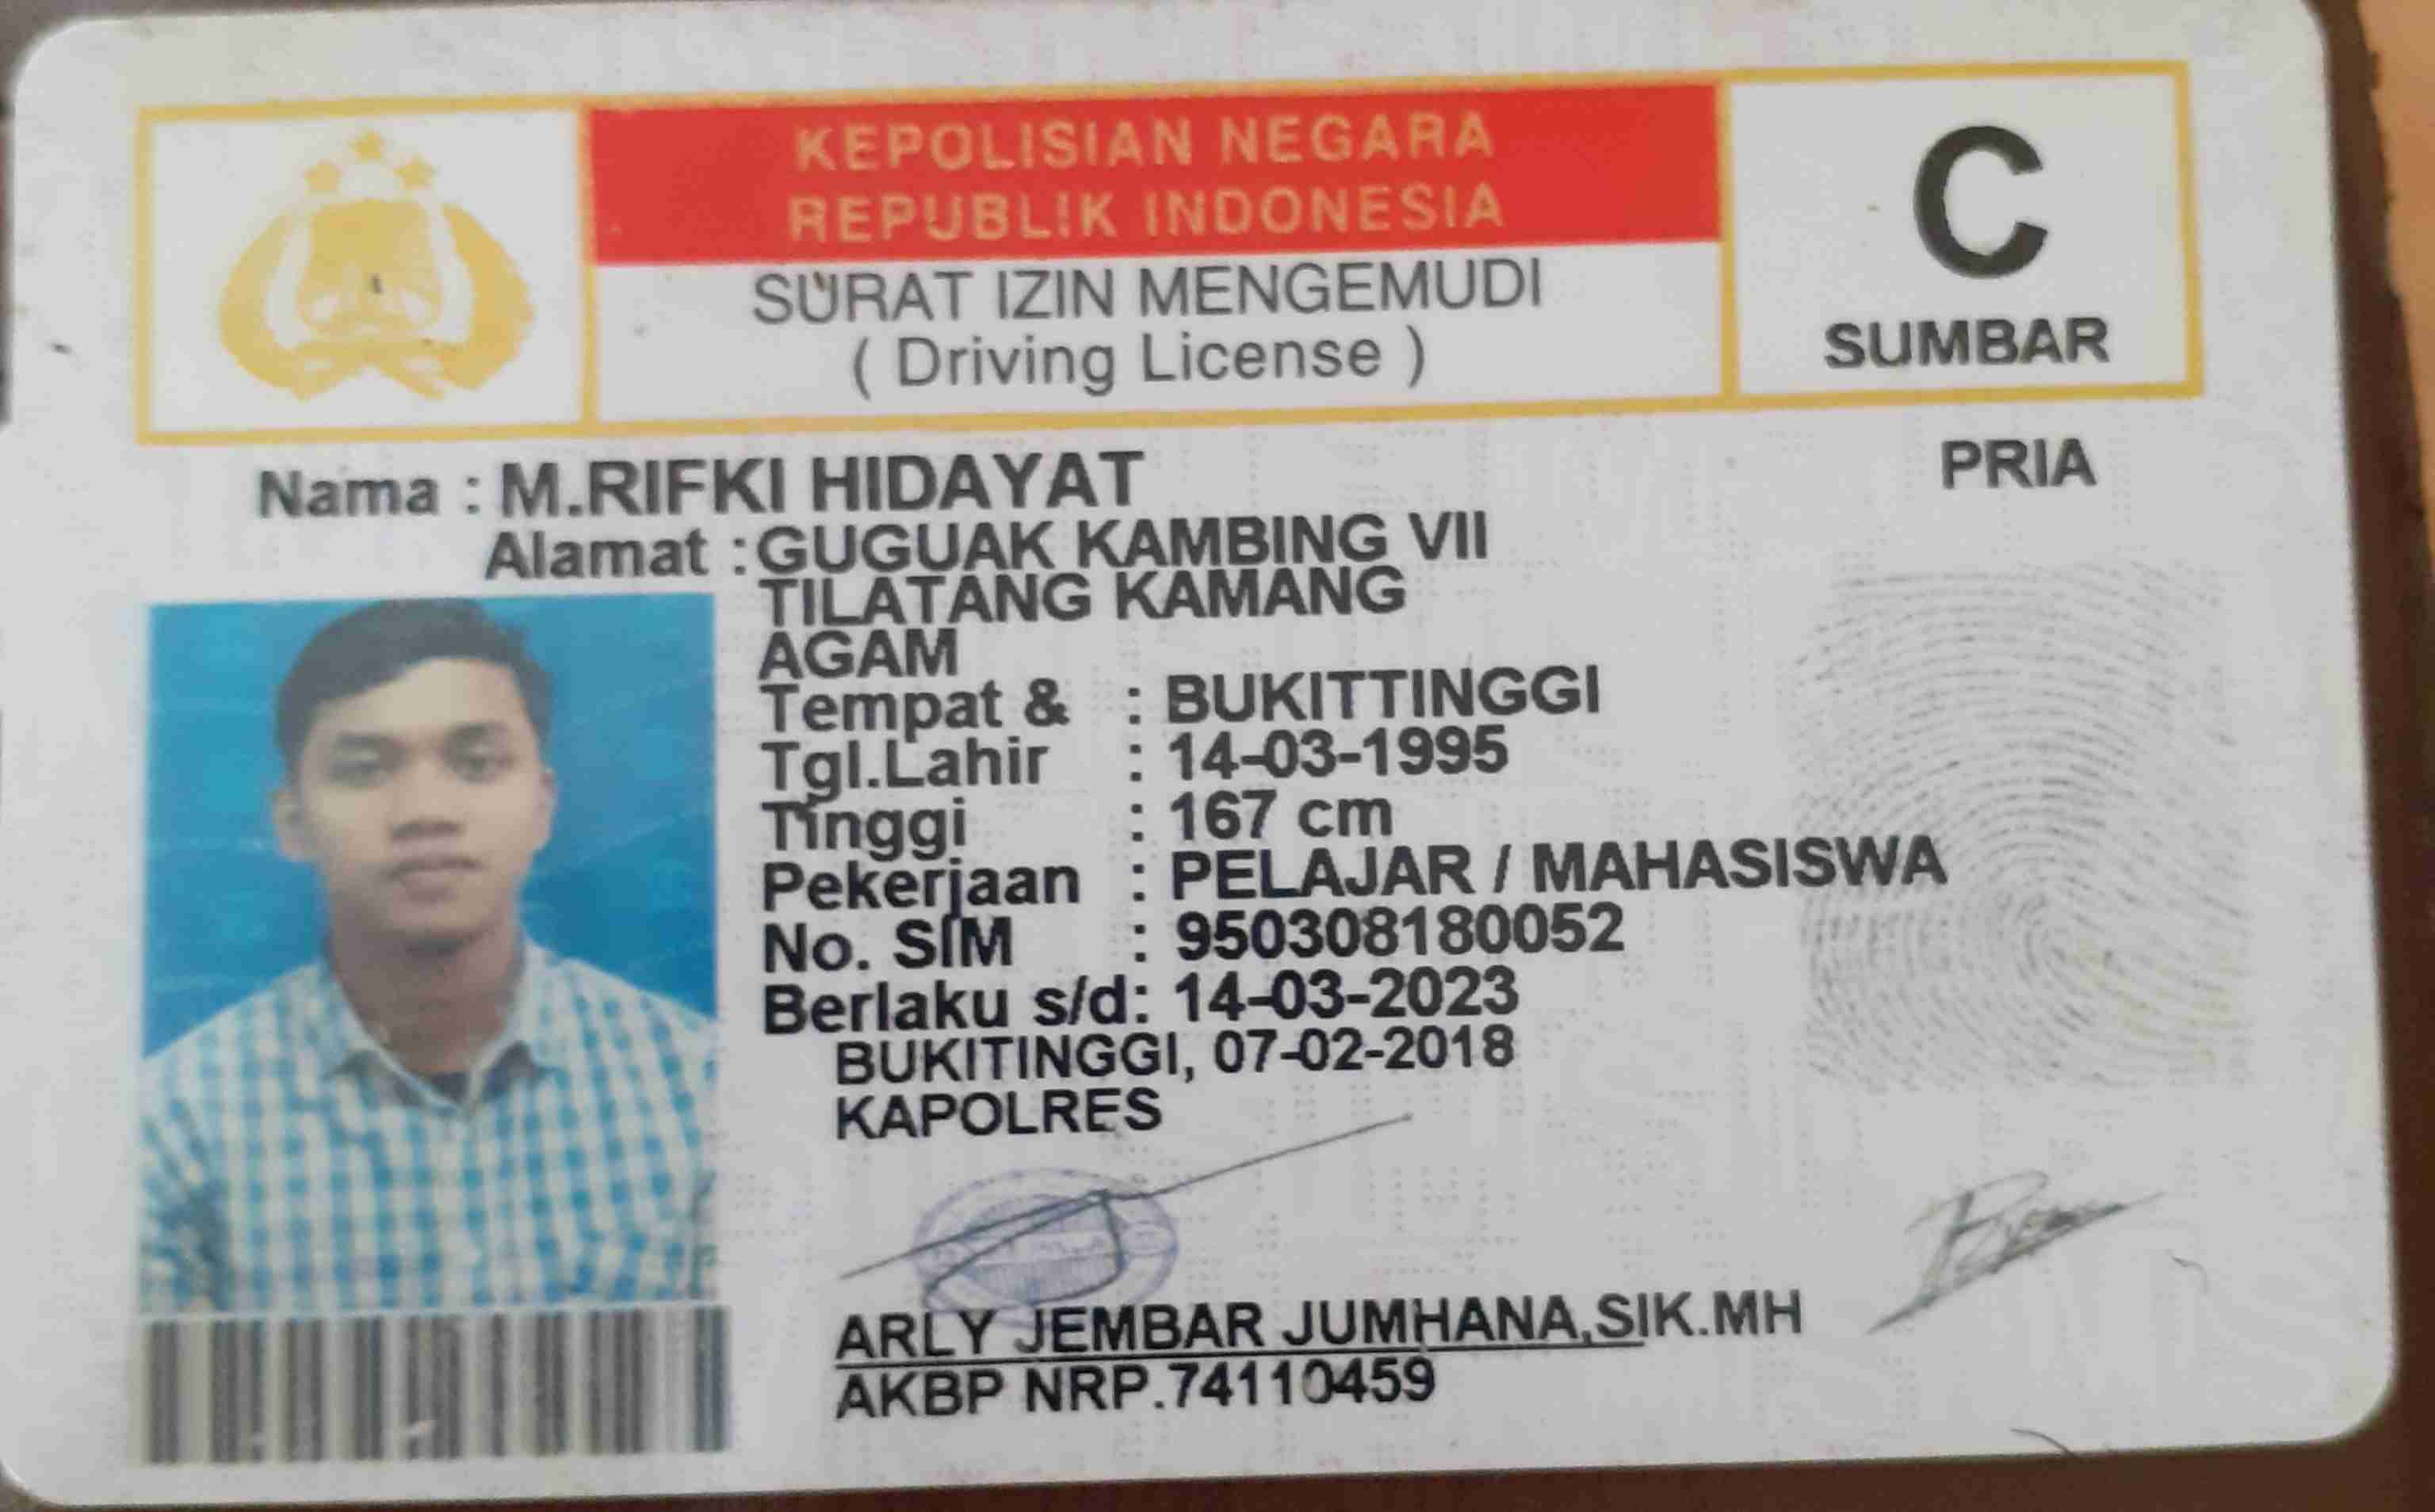 KEPOLISIAN NEGARA
REPUBLIK INDONESIA
SURAT IZIN MENGEMUDI
( Driving License )
C
SUMBAR
PRIA
Nama : M.RIFKI HIDAYAT
Alamat : GUGUAK KAMBING VII
TILATANG KAMANG
AGAM
Tempat & : BUKITTINGGI
Tgl.Lahir : 14-03-1995
Tinggi : 167 cm
Pekerjaan : PELAJAR / MAHASISWA
No. SIM : 950308180052
Berlaku s/d: 14-03-2023
BUKITINGGI, 07-02-2018
KAPOLRES
ARLY JEMBAR JUMHANA,SIK.MH
AKBP NRP.74110459